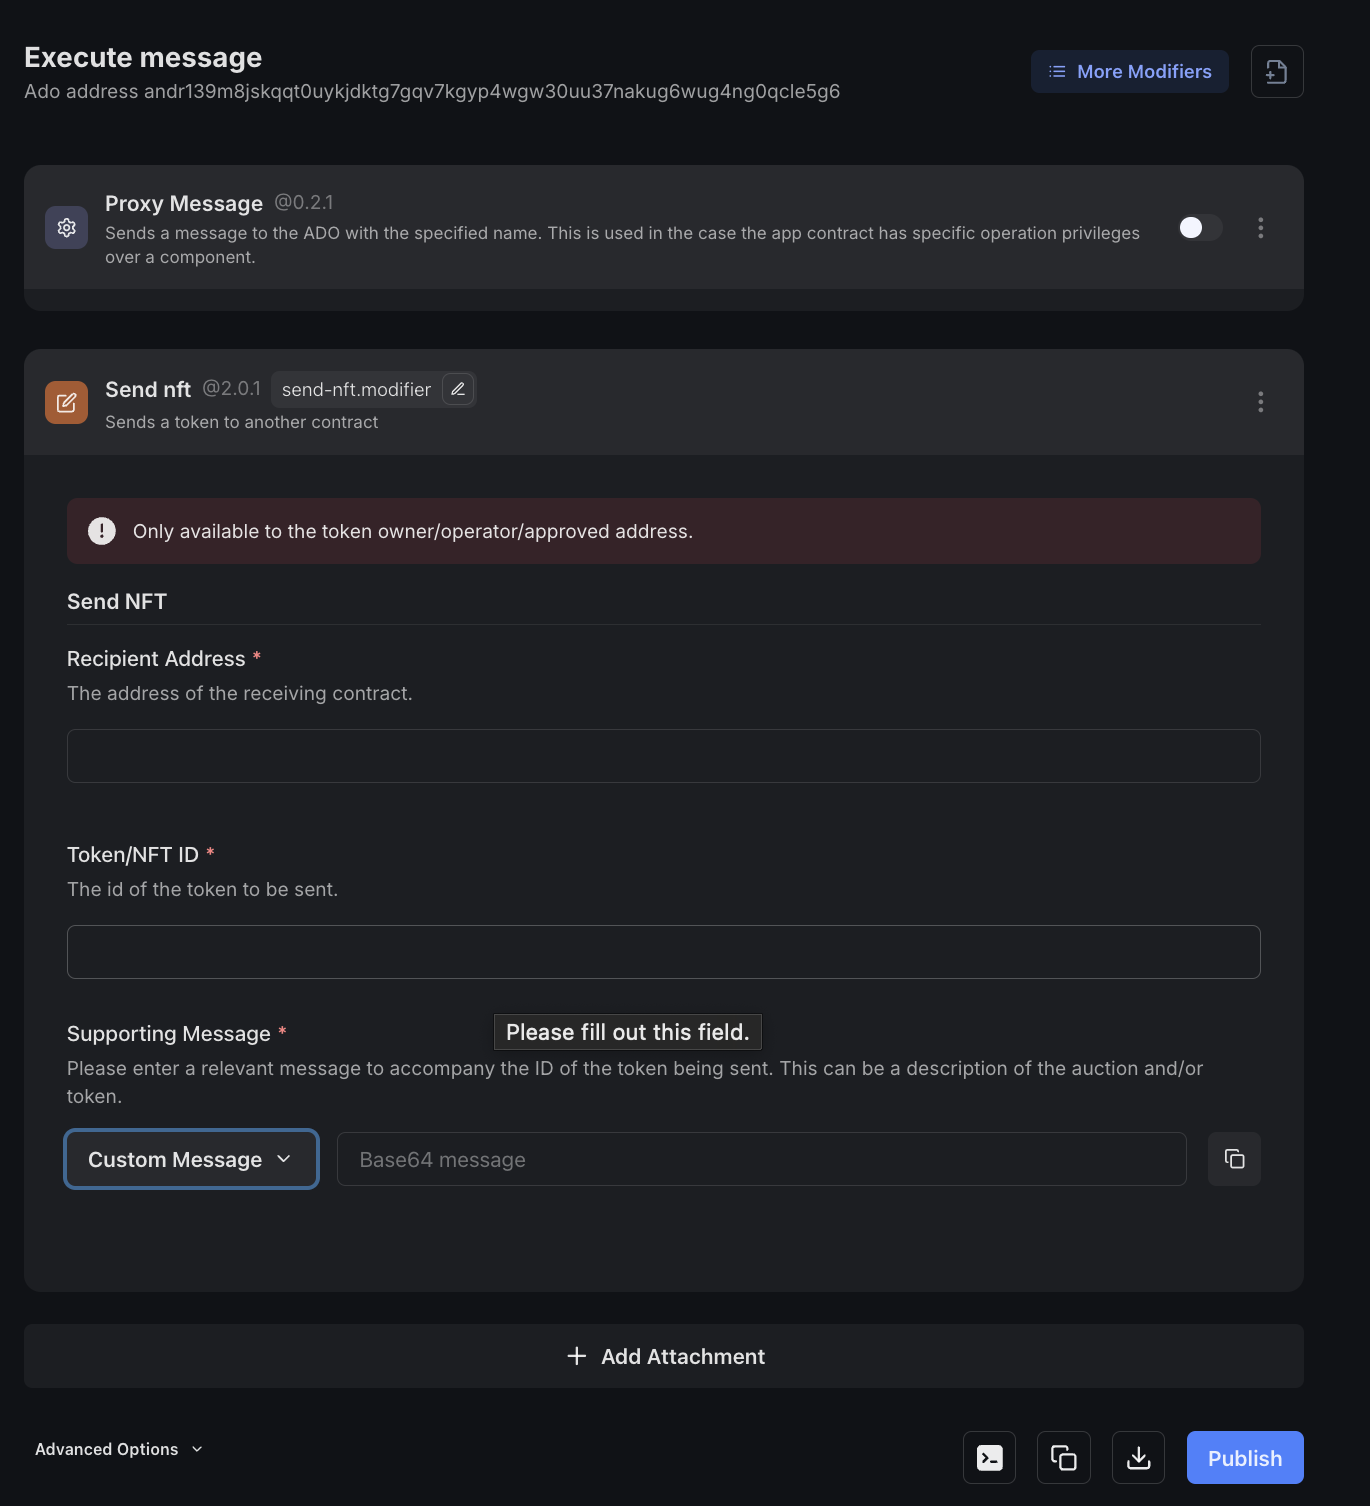 Execute message
Ado address andr139m8jskqqt0uykjdktg7gqv7kgyp4wgw30uu37nakug6wug4ng0qcle5g6
More Modifiers
Proxy Message @0.2.1
Sends a message to the ADO with the specified name. This is used in the case the app contract has specific operation privileges
over a component.
Send nft @2.0.1 send-nft.modifier
Sends a token to another contract
Only available to the token owner/operator/approved address.
Send NFT
Recipient Address *
The address of the receiving contract.
Token/NFT ID *
The id of the token to be sent.
Supporting Message *
Please fill out this field.
Please enter a relevant message to accompany the ID of the token being sent. This can be a description of the auction and/or
token.
Custom Message
Base64 message
Add Attachment
Advanced Options
Publish